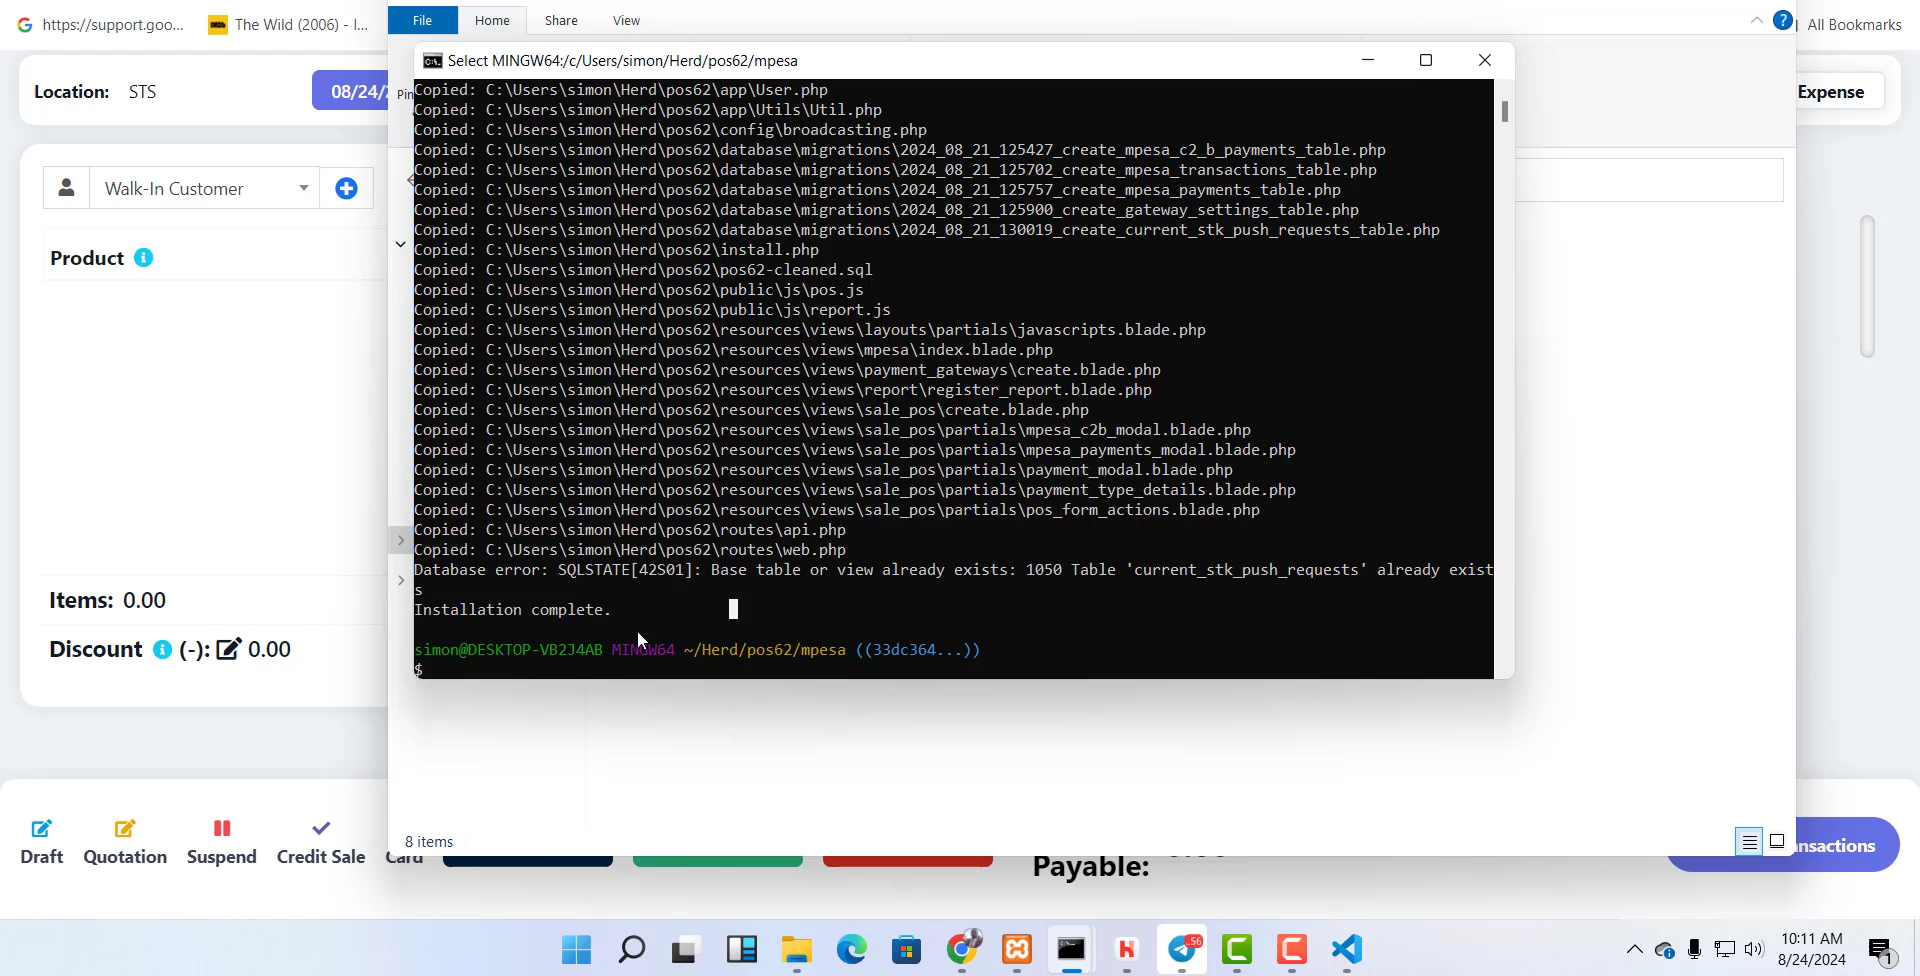 https://support.goo...
The Wild (2006) - I...
All Bookmarks
File
Home
Share
View
Location: STS
08/24/2
Pin
Expense
Select MINGW64:/c/Users/simon/Herd/pos62/mpesa
Walk-In Customer
Product
Copied: C:\Users\simon\Herd\pos62\app\User.php
Copied: C:\Users\simon\Herd\pos62\app\Utils\Util.php
Copied: C:\Users\simon\Herd\pos62\config\broadcasting.php
Copied: C:\Users\simon\Herd\pos62\database\migrations\2024_08_21_125427_create_mpesa_c2_b_payments_table.php
Copied: C:\Users\simon\Herd\pos62\database\migrations\2024_08_21_125702_create_mpesa_transactions_table.php
Copied: C:\Users\simon\Herd\pos62\database\migrations\2024_08_21_125757_create_mpesa_payments_table.php
Copied: C:\Users\simon\Herd\pos62\database\migrations\2024_08_21_125900_create_gateway_settings_table.php
Copied: C:\Users\simon\Herd\pos62\database\migrations\2024_08_21_130019_create_current_stk_push_requests_table.php
Copied: C:\Users\simon\Herd\pos62\install.php
Copied: C:\Users\simon\Herd\pos62\pos62-cleaned.sql
Copied: C:\Users\simon\Herd\pos62\public\js\pos.js
Copied: C:\Users\simon\Herd\pos62\public\js\report.js
Copied: C:\Users\simon\Herd\pos62\resources\views\layouts\partials\javascripts.blade.php
Copied: C:\Users\simon\Herd\pos62\resources\views\mpesa\index.blade.php
Copied: C:\Users\simon\Herd\pos62\resources\views\payment_gateways\create.blade.php
Copied: C:\Users\simon\Herd\pos62\resources\views\report\register_report.blade.php
Copied: C:\Users\simon\Herd\pos62\resources\views\sale_pos\create.blade.php
Copied: C:\Users\simon\Herd\pos62\resources\views\sale_pos\partials\mpesa_c2b_modal.blade.php
Copied: C:\Users\simon\Herd\pos62\resources\views\sale_pos\partials\mpesa_payments_modal.blade.php
Copied: C:\Users\simon\Herd\pos62\resources\views\sale_pos\partials\payment_modal.blade.php
Copied: C:\Users\simon\Herd\pos62\resources\views\sale_pos\partials\payment_type_details.blade.php
Copied: C:\Users\simon\Herd\pos62\resources\views\sale_pos\partials\pos_form_actions.blade.php
Copied: C:\Users\simon\Herd\pos62\routes\api.php
Copied: C:\Users\simon\Herd\pos62\routes\web.php
Database error: SQLSTATE[42S01]: Base table or view already exists: 1050 Table 'current_stk_push_requests' already exist
s
Installation complete.
simon@DESKTOP-VB2J4AB MINGW64 ~/Herd/pos62/mpesa ((33dc364...))
$
Items: 0.00
Discount (-): 0.00
8 items
Draft
Quotation
Suspend
Credit Sale
Card
Payable:
ansactions
56
10:11 AM
8/24/2024
1